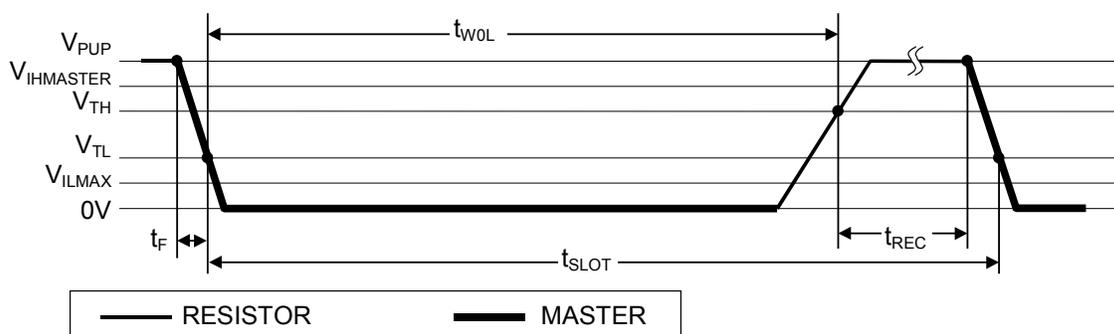 tW0L
VPUP
VIHMASTER
VTH
VTL
VILMAX
0V
tF
tREC
tSLOT
RESISTOR MASTER